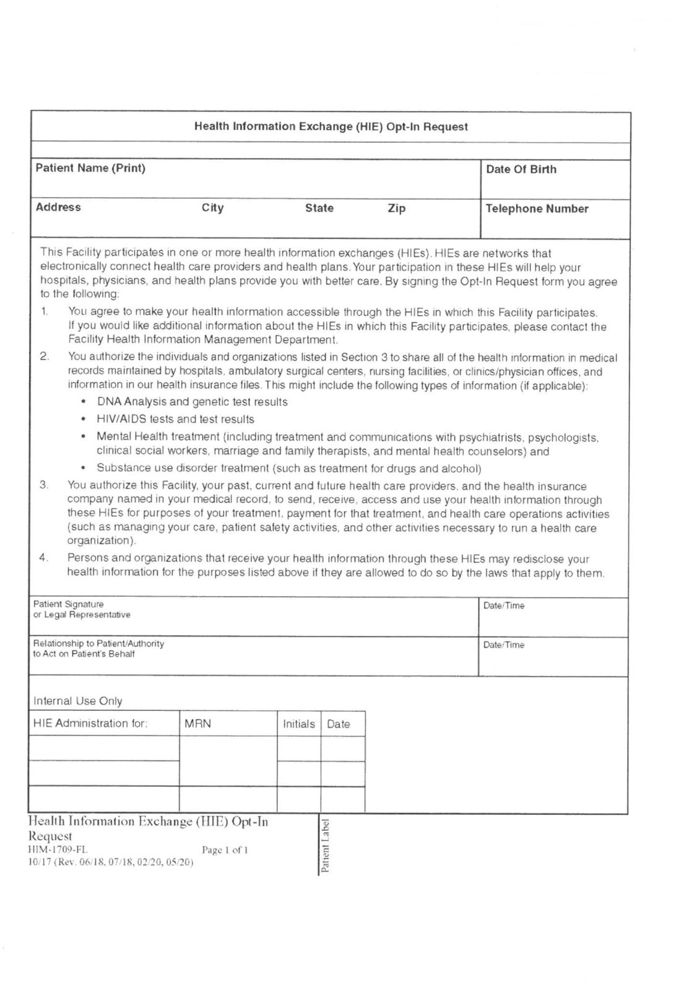 Health Information Exchange (HIE) Opt-In Request
Patient Name (Print) Date Of Birth
Address City State Zip Telephone Number
This Facility participates in one or more health information exchanges (HIEs). HIEs are networks that
electronically connect health care providers and health plans. Your participation in these HIEs will help your
hospitals, physicians, and health plans provide you with better care. By signing the Opt-In Request form you agree
to the following:
1. You agree to make your health information accessible through the HIEs in which this Facility participates.
If you would like additional information about the HIEs in which this Facility participates, please contact the
Facility Health Information Management Department.
2. You authorize the individuals and organizations listed in Section 3 to share all of the health information in medical
records maintained by hospitals, ambulatory surgical centers, nursing facilities, or clinics/physician offices, and
information in our health insurance files. This might include the following types of information (if applicable):
• DNA Analysis and genetic test results
• HIV/AIDS tests and test results
• Mental Health treatment (including treatment and communications with psychiatrists, psychologists,
clinical social workers, marriage and family therapists, and mental health counselors) and
• Substance use disorder treatment (such as treatment for drugs and alcohol)
3. You authorize this Facility, your past, current and future health care providers, and the health insurance
company named in your medical record, to send, receive, access and use your health information through
these HIEs for purposes of your treatment, payment for that treatment, and health care operations activities
(such as managing your care, patient safety activities, and other activities necessary to run a health care
organization).
4. Persons and organizations that receive your health information through these HIEs may redisclose your
health information for the purposes listed above if they are allowed to do so by the laws that apply to them.
Patient Signature Date/Time
or Legal Representative
Relationship to Patient/Authority Date/Time
to Act on Patient's Behalf
Internal Use Only
HIE Administration for: MRN Initials Date
Health Information Exchange (HIE) Opt-In
Request
HIM-1709-FL Page 1 of 1
10/17 (Rev. 06/18, 07/18, 02/20, 05/20)
Patient Label